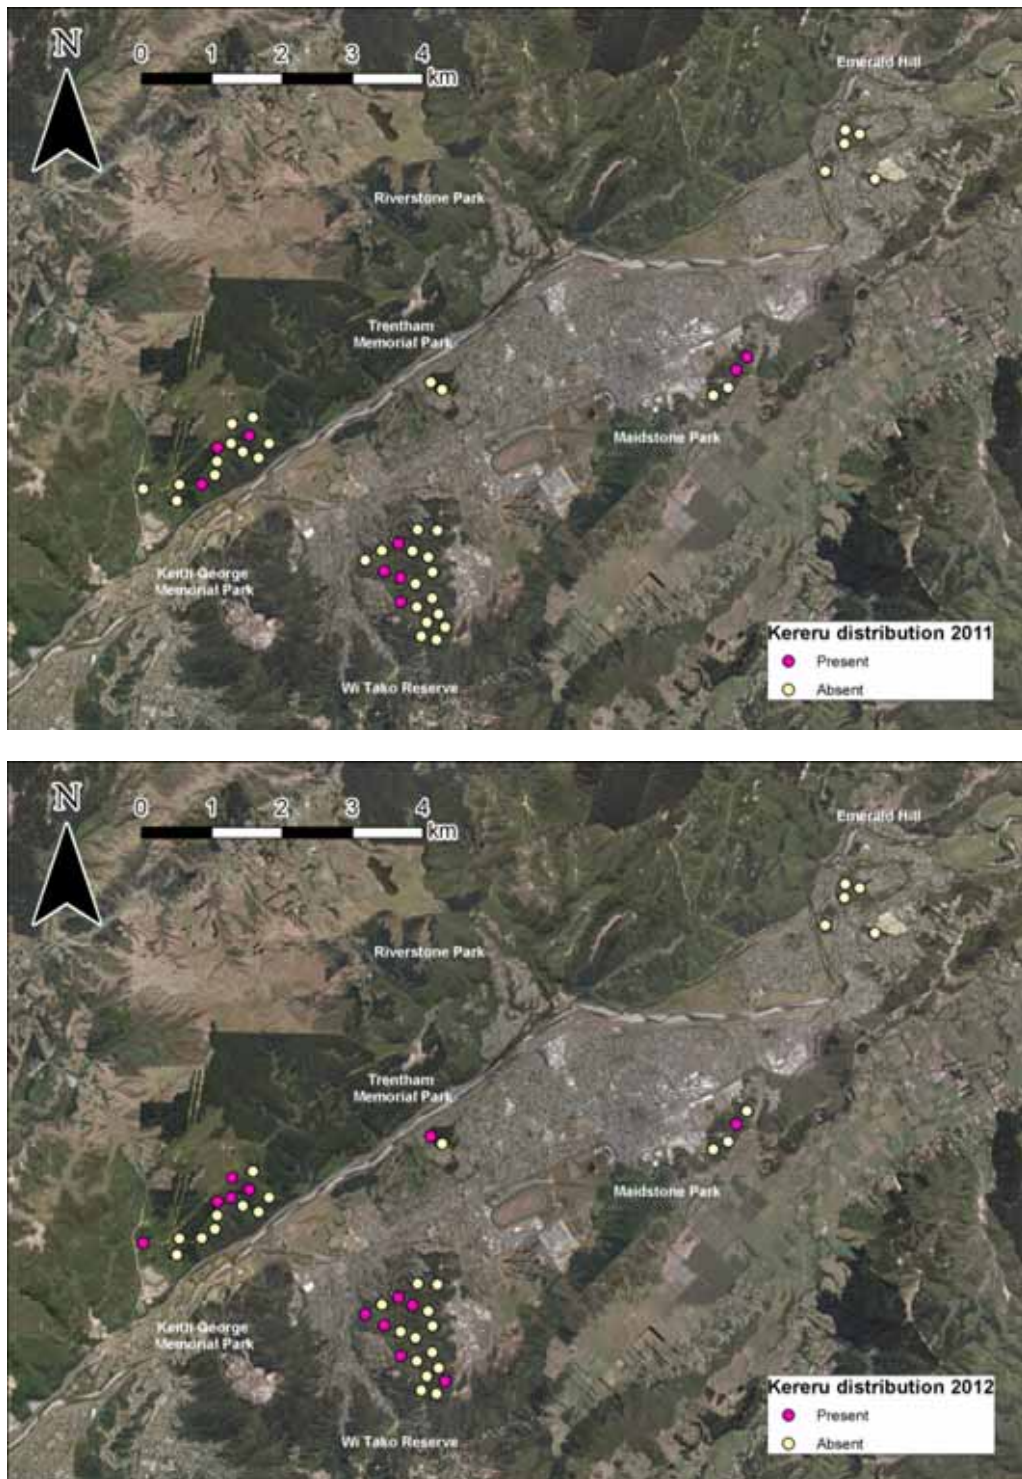 N
0 1 2 3 4
km
Emerald Hill
Riverstone Park
Trentham
Memorial Park
Maidstone Park
Keith George
Memorial Park
Wi Tako Reserve
Kereru distribution 2011
Present
Absent
N
0 1 2 3 4
km
Emerald Hill
Riverstone Park
Trentham
Memorial Park
Maidstone Park
Keith George
Memorial Park
Wi Tako Reserve
Kereru distribution 2012
Present
Absent